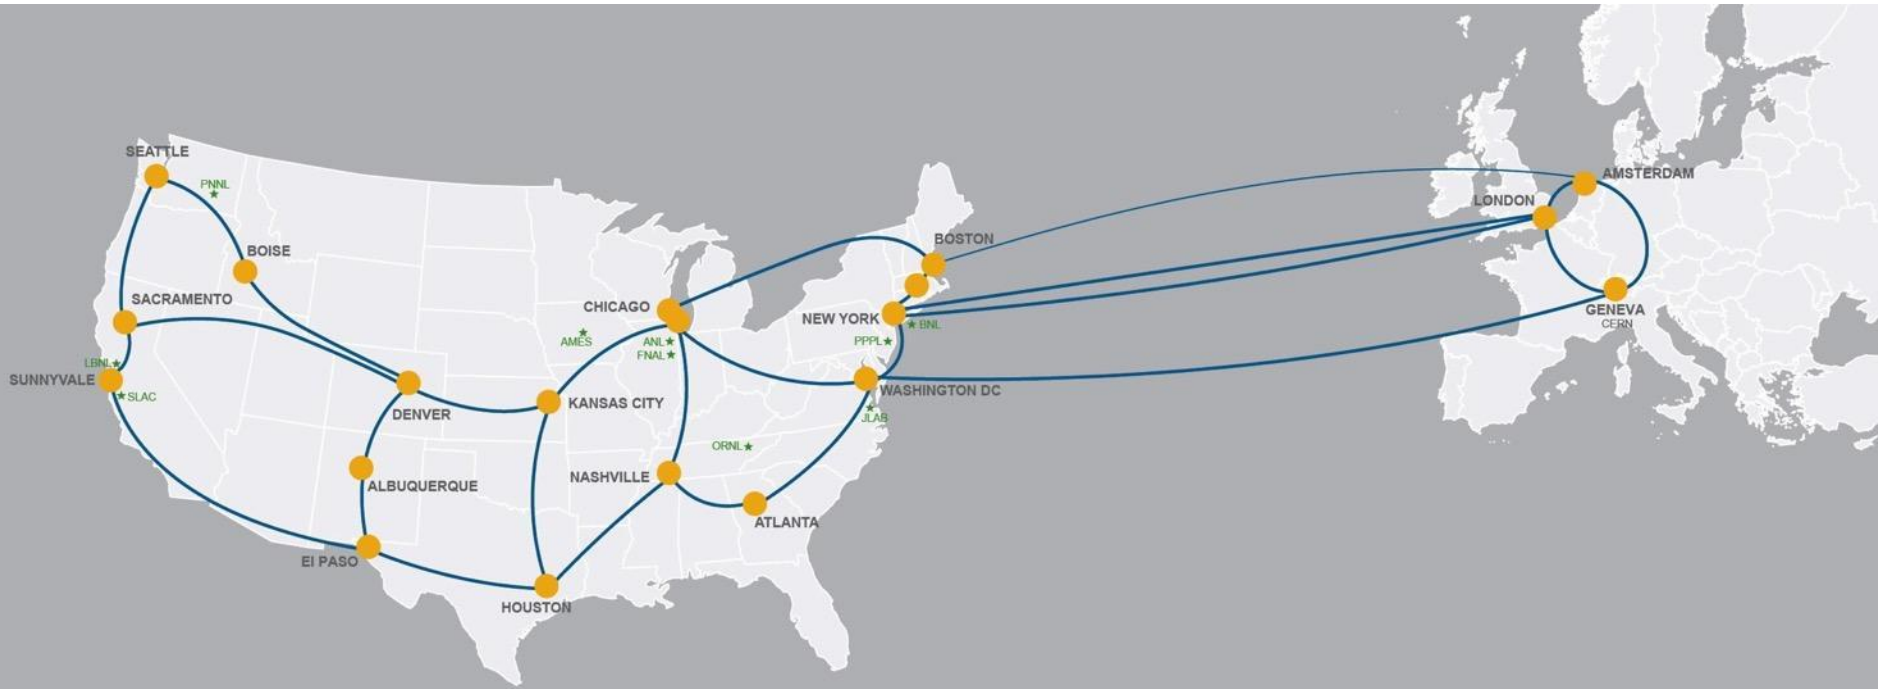 SEATTLE
PNNL
AMSTERDAM
LONDON
BOSTON
BOISE
SACRAMENTO
CHICAGO
NEW YORK
BNL
GENEVA
CERN
AMES
ANL
FNAL
PPPL
LBNL
SUNNYVALE
SLAC
WASHINGTON DC
DENVER
KANSAS CITY
JLAB
ORNL
NASHVILLE
ALBUQUERQUE
ATLANTA
El PASO
HOUSTON